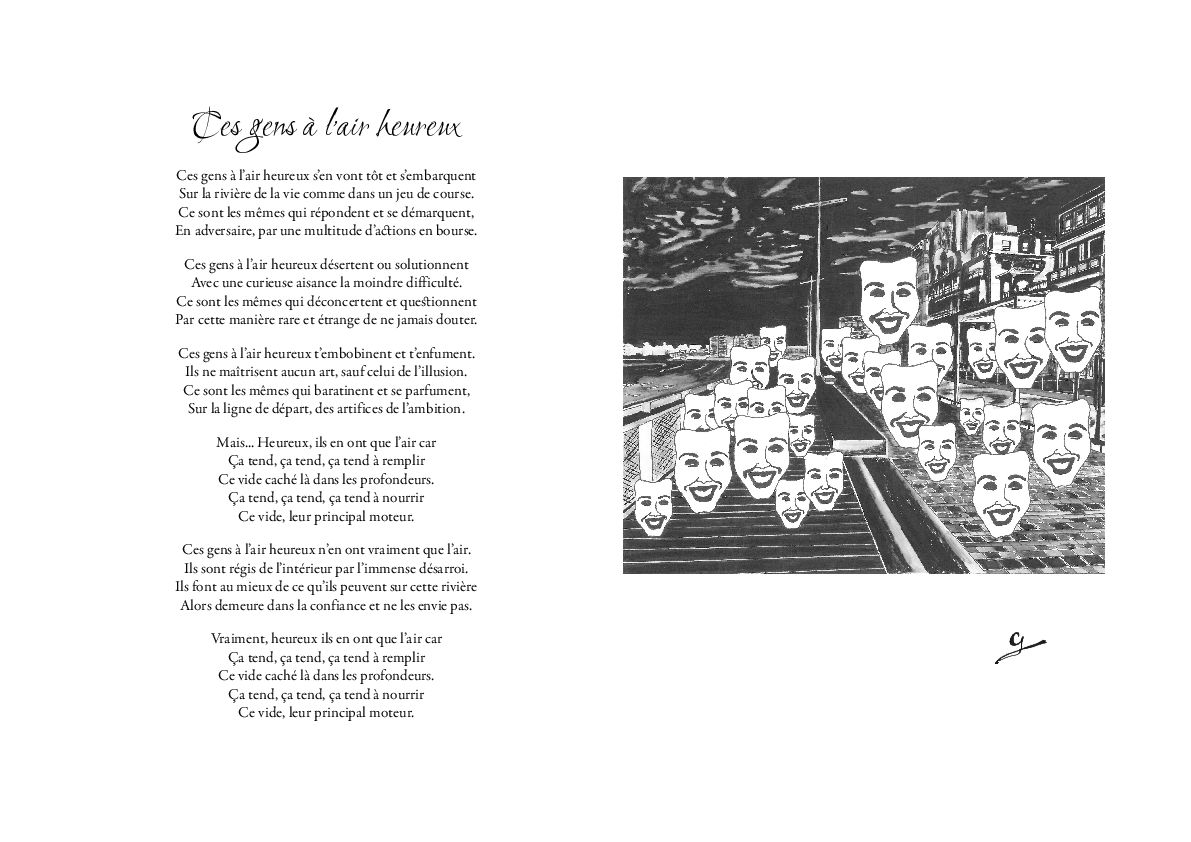 Ces gens à l'air heureux
Ces gens à l'air heureux s'en vont tôt et s'embarquent
Sur la rivière de la vie comme dans un jeu de course.
Ce sont les mêmes qui répondent et se démarquent,
En adversaire, par une multitude d'actions en bourse.
Ces gens à l'air heureux désertent ou solutionnent
Avec une curieuse aisance la moindre difficulté.
Ce sont les mêmes qui déconcertent et questionnent
Par cette manière rare et étrange de ne jamais douter.
Ces gens à l'air heureux t'embobinent et t'enfument.
Ils ne maîtrisent aucun art, sauf celui de l'illusion.
Ce sont les mêmes qui baratinent et se parfument,
Sur la ligne de départ, des artifices de l'ambition.
Mais... Heureux, ils en ont que l'air car
Ça tend, ça tend, ça tend à remplir
Ce vide caché là dans les profondeurs.
Ça tend, ça tend, ça tend à nourrir
Ce vide, leur principal moteur.
Ces gens à l'air heureux n'en ont vraiment que l'air.
Ils sont régis de l'intérieur par l'immense désarroi.
Ils font au mieux de ce qu'ils peuvent sur cette rivière
Alors demeure dans la confiance et ne les envie pas.
Vraiment, heureux ils en ont que l'air car
Ça tend, ça tend, ça tend à remplir
Ce vide caché là dans les profondeurs.
Ça tend, ça tend, ça tend à nourrir
Ce vide, leur principal moteur.